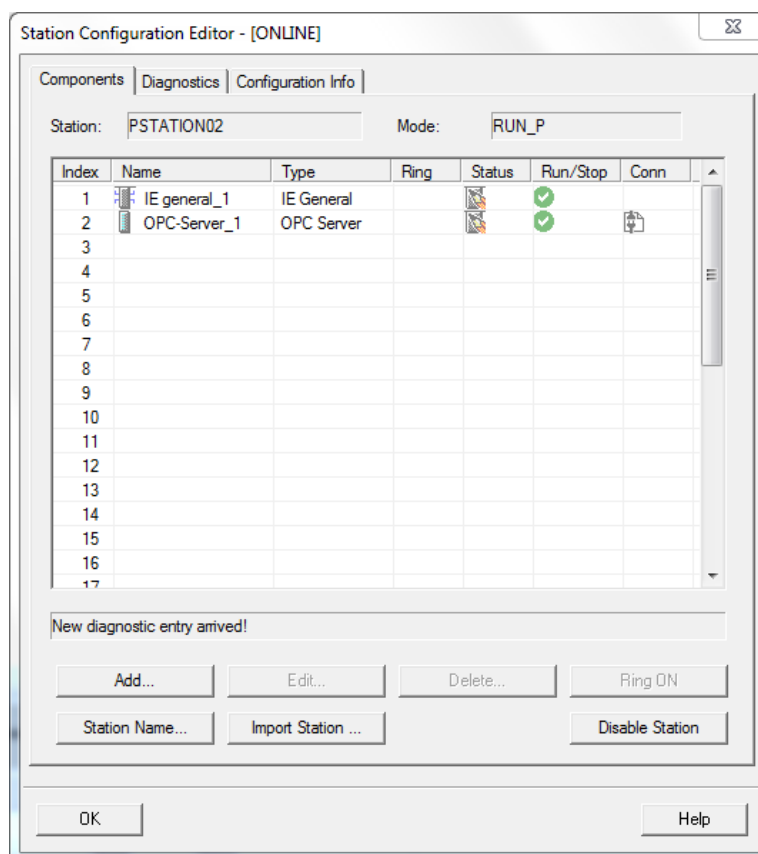 Station Configuration Editor - [ONLINE]
Components Diagnostics Configuration Info
Station: PSTATION02 Mode: RUN_P
Index Name Type Ring Status Run/Stop Conn
1 IE general_1 IE General
2 OPC-Server_1 OPC Server
3
4
5
6
7
8
9
10
11
12
13
14
15
16
17
New diagnostic entry arrived!
Add... Edit... Delete... Ring ON
Station Name... Import Station ... Disable Station
OK Help